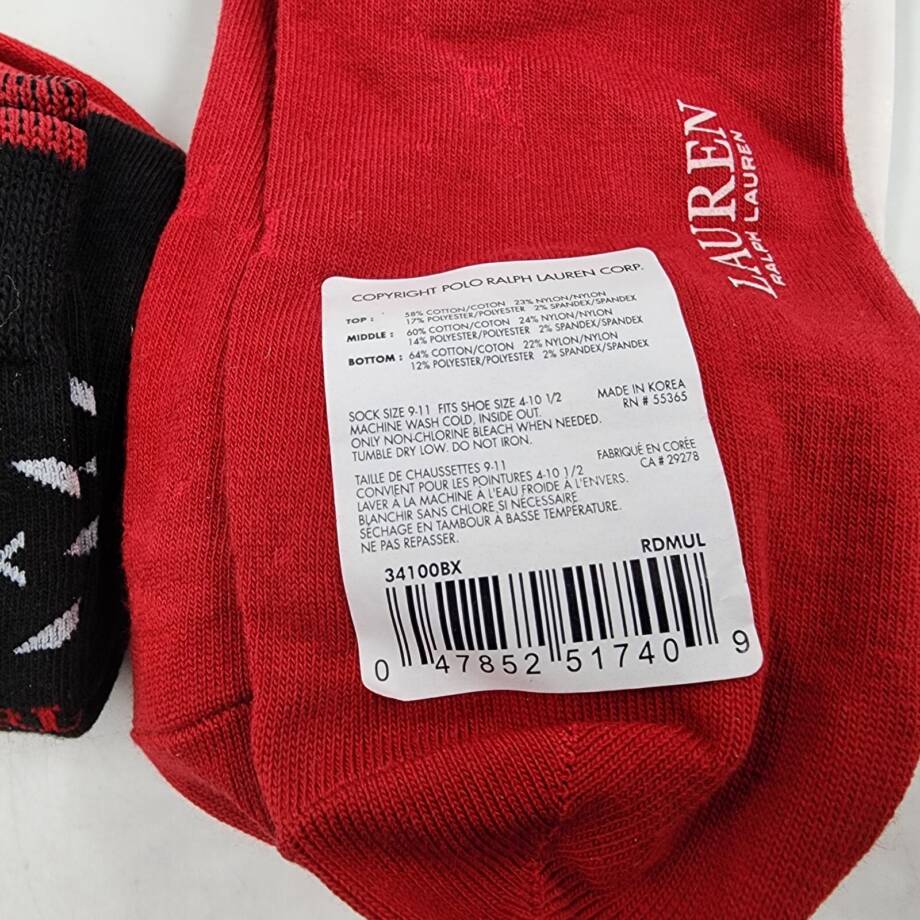 LAUREN
RALPH LAUREN
COPYRIGHT POLO RALPH LAUREN CORP.
TOP : 58% COTTON/COTON 23% NYLON/NYLON
17% POLYESTER/POLYESTER 2% SPANDEX/SPANDEX
MIDDLE : 60% COTTON/COTON 24% NYLON/NYLON
14% POLYESTER/POLYESTER 2% SPANDEX/SPANDEX
BOTTOM : 64% COTTON/COTON 22% NYLON/NYLON
12% POLYESTER/POLYESTER 2% SPANDEX/SPANDEX
SOCK SIZE 9-11 FITS SHOE SIZE 4-10 1/2
MACHINE WASH COLD, INSIDE OUT.
ONLY NON-CHLORINE BLEACH WHEN NEEDED.
TUMBLE DRY LOW. DO NOT IRON.
MADE IN KOREA
RN # 55365
TAILLE DE CHAUSSETTES 9-11
CONVIENT POUR LES POINTURES 4-10 1/2
LAVER À LA MACHINE À L'EAU FROIDE À L'ENVERS.
BLANCHIR SANS CHLORE SI NÉCESSAIRE
SÉCHAGE EN TAMBOUR À BASSE TEMPÉRATURE.
NE PAS REPASSER.
FABRIQUÉ EN CORÉE
CA # 29278
34100BX RDMUL
0 47852 51740 9